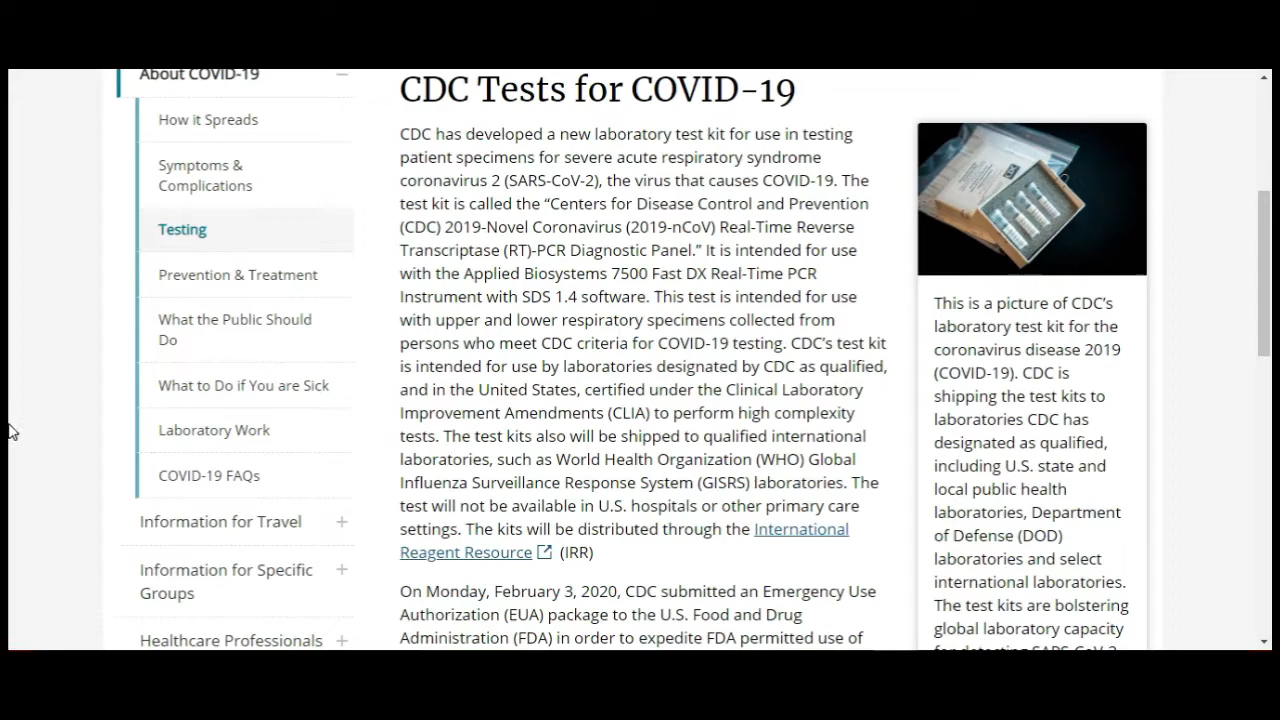 About COVID-19
How it Spreads
Symptoms &
Complications
Testing
Prevention & Treatment
What the Public Should
Do
What to Do if You are Sick
Laboratory Work
COVID-19 FAQs
Information for Travel
Information for Specific
Groups
Healthcare Professionals
CDC Tests for COVID-19
CDC has developed a new laboratory test kit for use in testing
patient specimens for severe acute respiratory syndrome
coronavirus 2 (SARS-CoV-2), the virus that causes COVID-19. The
test kit is called the “Centers for Disease Control and Prevention
(CDC) 2019-Novel Coronavirus (2019-nCoV) Real-Time Reverse
Transcriptase (RT)-PCR Diagnostic Panel.” It is intended for use
with the Applied Biosystems 7500 Fast DX Real-Time PCR
Instrument with SDS 1.4 software. This test is intended for use
with upper and lower respiratory specimens collected from
persons who meet CDC criteria for COVID-19 testing. CDC’s test kit
is intended for use by laboratories designated by CDC as qualified,
and in the United States, certified under the Clinical Laboratory
Improvement Amendments (CLIA) to perform high complexity
tests. The test kits also will be shipped to qualified international
laboratories, such as World Health Organization (WHO) Global
Influenza Surveillance Response System (GISRS) laboratories. The
test will not be available in U.S. hospitals or other primary care
settings. The kits will be distributed through the International
Reagent Resource (IRR)
On Monday, February 3, 2020, CDC submitted an Emergency Use
Authorization (EUA) package to the U.S. Food and Drug
Administration (FDA) in order to expedite FDA permitted use of
CDC
This is a picture of CDC’s
laboratory test kit for the
coronavirus disease 2019
(COVID-19). CDC is
shipping the test kits to
laboratories CDC has
designated as qualified,
including U.S. state and
local public health
laboratories, Department
of Defense (DOD)
laboratories and select
international laboratories.
The test kits are bolstering
global laboratory capacity
for detecting SARS-CoV-2